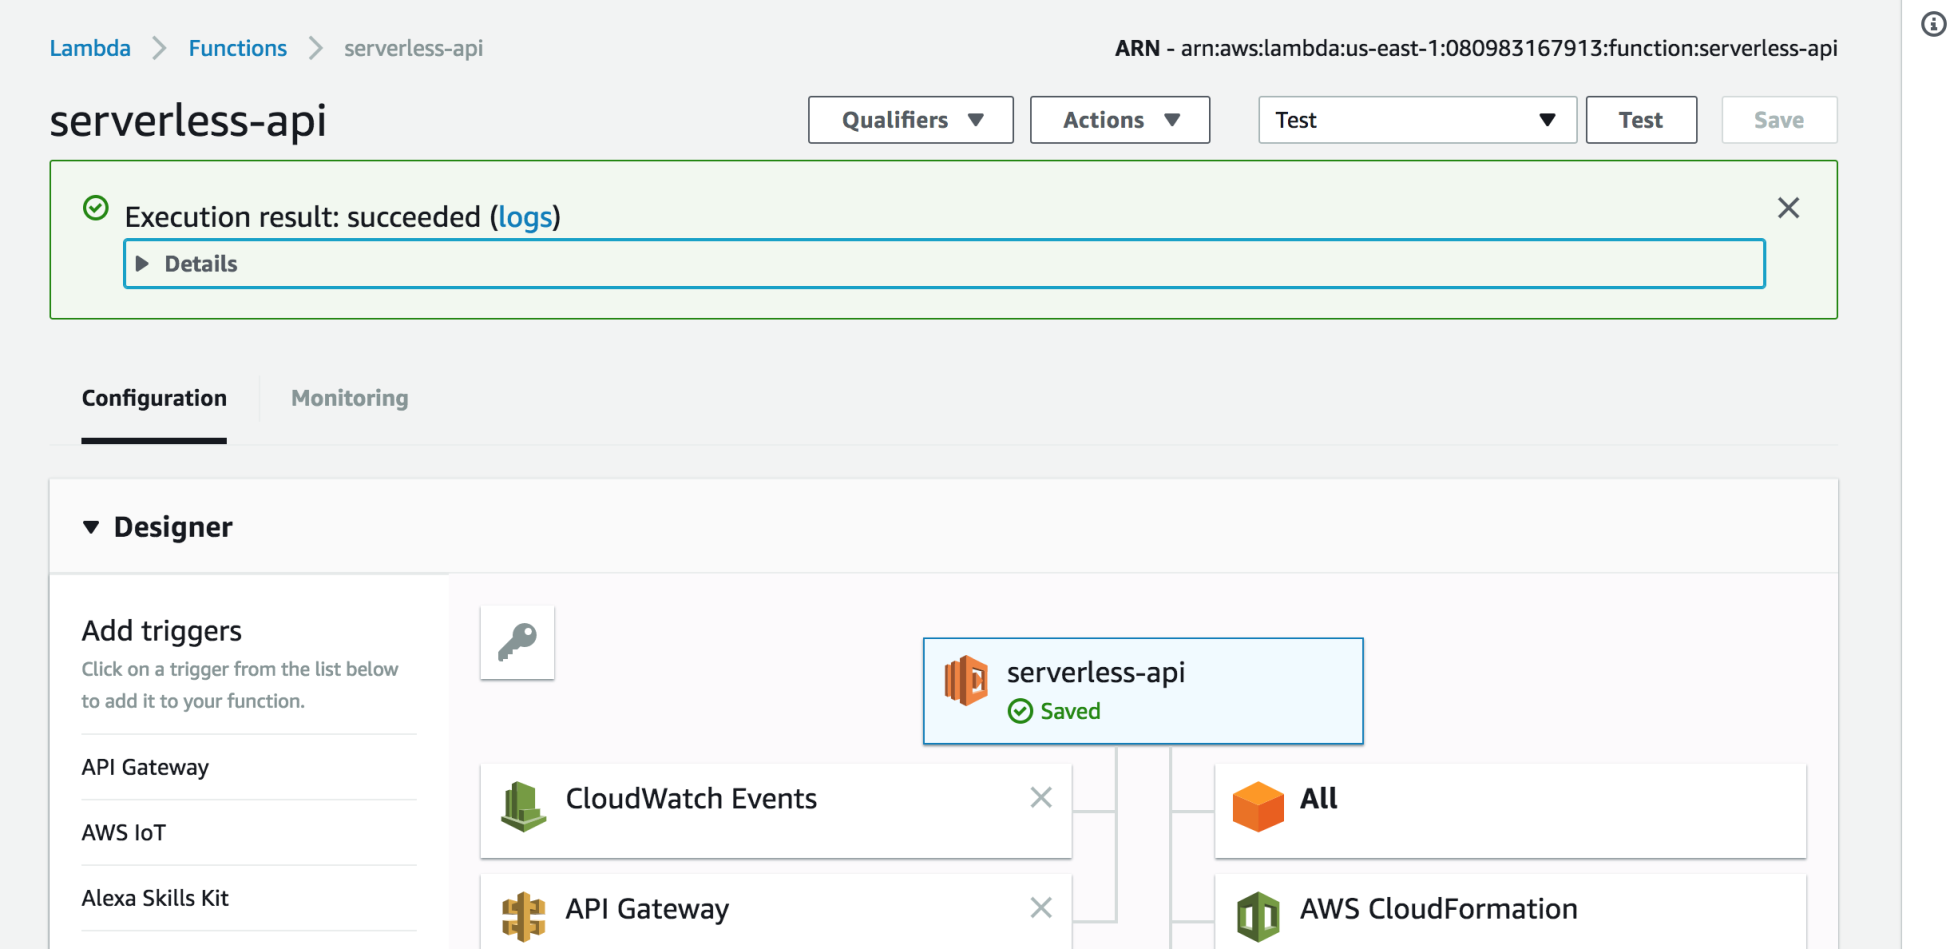 Lambda Functions serverless-api
ARN - arn:aws:lambda:us-east-1:080983167913:function:serverless-api
serverless-api
Qualifiers
Actions
Test
Test
Save
Execution result: succeeded (logs)
Details
Configuration
Monitoring
Designer
Add triggers
Click on a trigger from the list below
to add it to your function.
API Gateway
AWS IoT
Alexa Skills Kit
serverless-api
Saved
CloudWatch Events
API Gateway
All
AWS CloudFormation